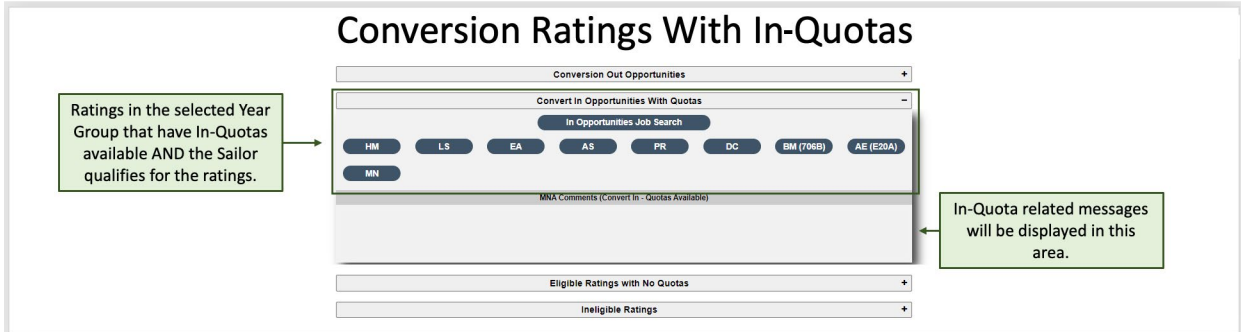 Conversion Ratings With In-Quotas
Conversion Out Opportunities +
Convert In Opportunities With Quotas –
In Opportunities Job Search
HM LS EA AS PR DC BM (706B) AE (E20A)
MN
MNA Comments (Convert In - Quotas Available)
Eligible Ratings with No Quotas +
Ineligible Ratings +
Ratings in the selected Year
Group that have In-Quotas
available AND the Sailor
qualifies for the ratings.
In-Quota related messages
will be displayed in this
area.